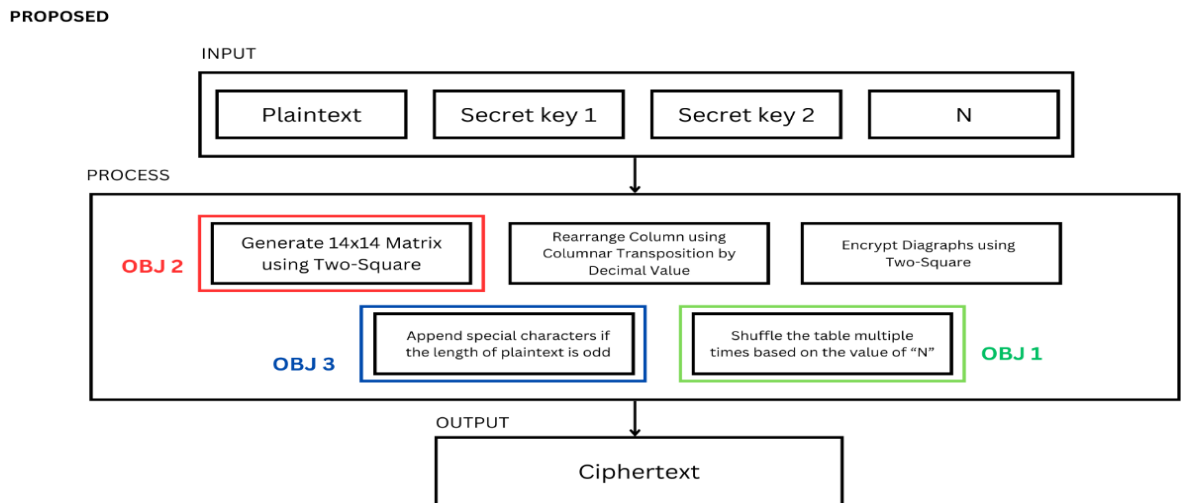 PROPOSED
INPUT
Plaintext
Secret key 1
Secret key 2
N
PROCESS
OBJ 2
Generate 14x14 Matrix
using Two-Square
Rearrange Column using
Columnar Transposition by
Decimal Value
Encrypt Diagraphs using
Two-Square
OBJ 3
Append special characters if
the length of plaintext is odd
Shuffle the table multiple
times based on the value of “N”
OBJ 1
OUTPUT
Ciphertext